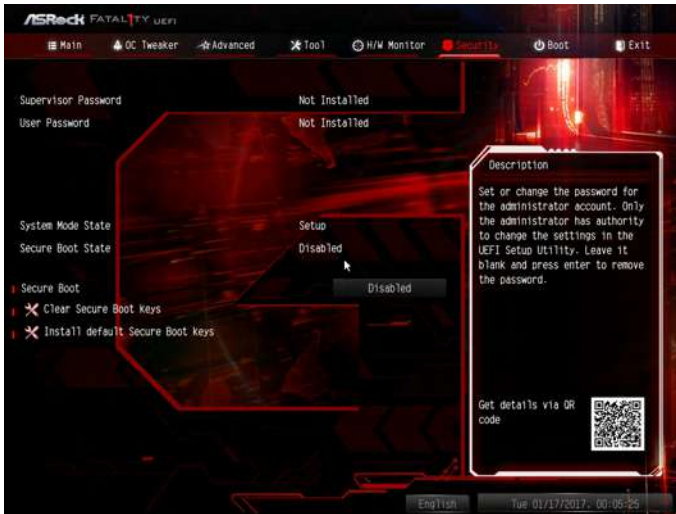 ASRock FATAL1TY UEFI
Main OC Tweaker Advanced Tool H/W Monitor Security Boot Exit
Supervisor Password Not Installed
User Password Not Installed
System Mode State Setup
Secure Boot State Disabled
Secure Boot Disabled
Clear Secure Boot Keys
Install default Secure Boot keys
Description
Set or change the password for
the administrator account. Only
the administrator has authority
to change the settings in the
UEFI Setup Utility. Leave it
blank and press enter to remove
the password.
Get details via QR
code
English Tue 01/17/2017. 00:05:25